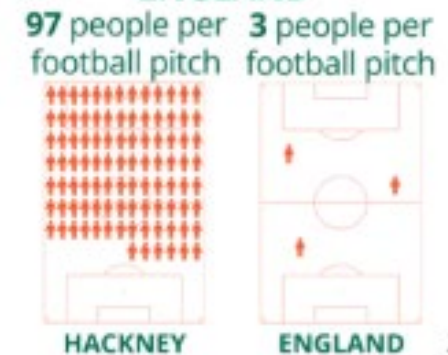 97 people per
football pitch
3 people per
football pitch
HACKNEY
ENGLAND